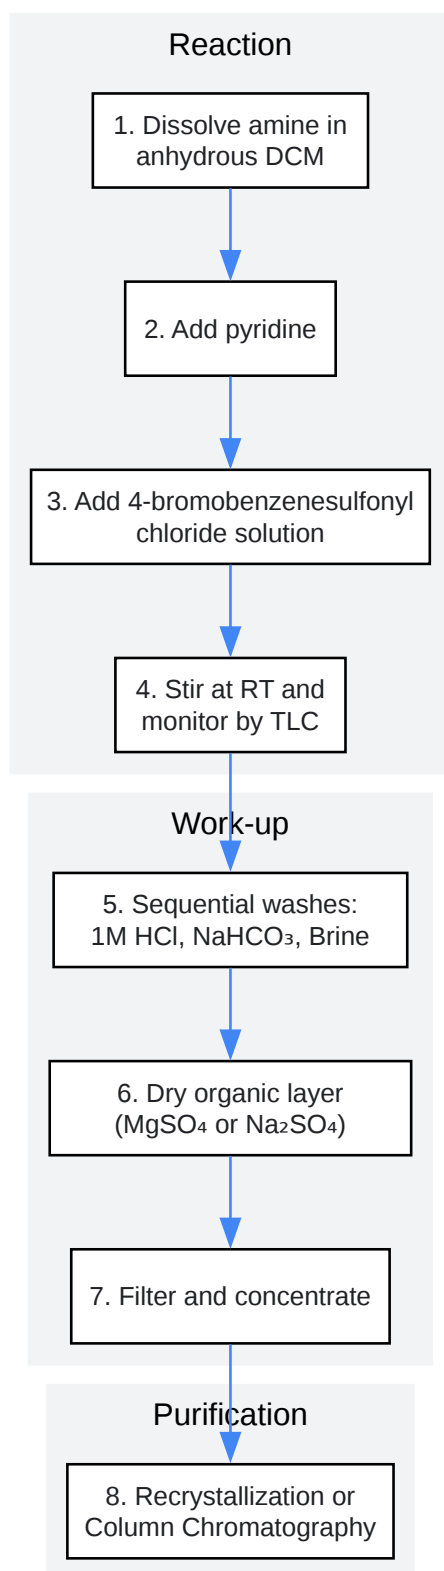 Reaction
1. Dissolve amine in
anhydrous DCM
2. Add pyridine
3. Add 4-bromobenzenesulfonyl
chloride solution
4. Stir at RT and
monitor by TLC
Work-up
5. Sequential washes:
1M HCl, NaHCO₃, Brine
6. Dry organic layer
(MgSO₄ or Na₂SO₄)
7. Filter and concentrate
Purification
8. Recrystallization or
Column Chromatography